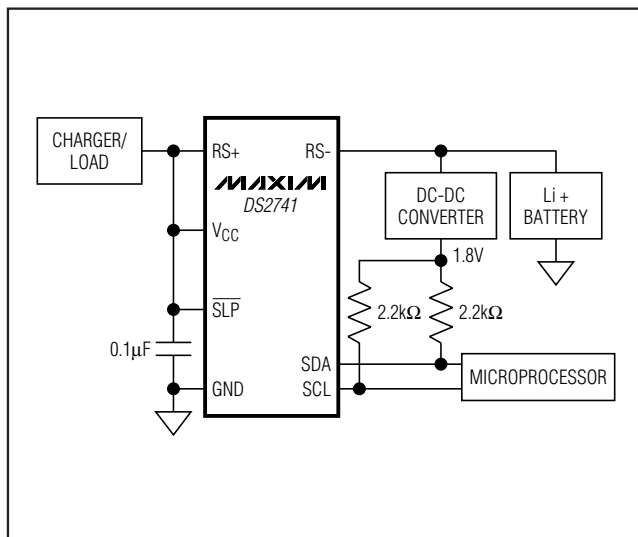 CHARGER/
LOAD
RS+
RS-
MAXIM
DS2741
VCC
SLP
0.1µF
GND
DC-DC
CONVERTER
Li +
BATTERY
1.8V
2.2kΩ
2.2kΩ
SDA
SCL
MICROPROCESSOR